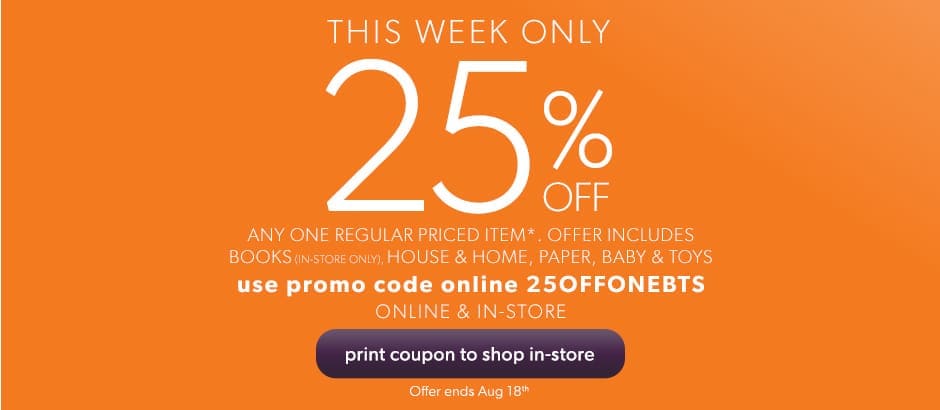 THIS WEEK ONLY
25%
OFF
ANY ONE REGULAR PRICED ITEM*. OFFER INCLUDES
BOOKS (IN-STORE ONLY), HOUSE & HOME, PAPER, BABY & TOYS
use promo code online 25OFFONEBTS
ONLINE & IN-STORE
print coupon to shop in-store
Offer ends Aug 18th